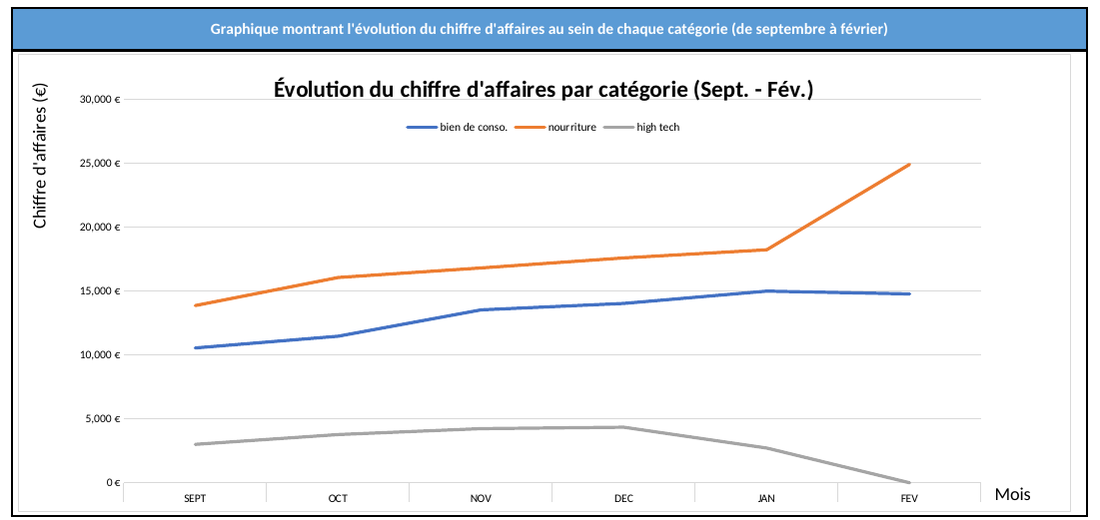 Graphique montrant l'évolution du chiffre d'affaires au sein de chaque catégorie (de septembre à février)
Évolution du chiffre d'affaires par catégorie (Sept. - Fév.)
bien de conso. nourriture high tech
Chiffre d'affaires (€)
30,000 €
25,000 €
20,000 €
15,000 €
10,000 €
5,000 €
0 €
SEPT OCT NOV DEC JAN FEV
Mois